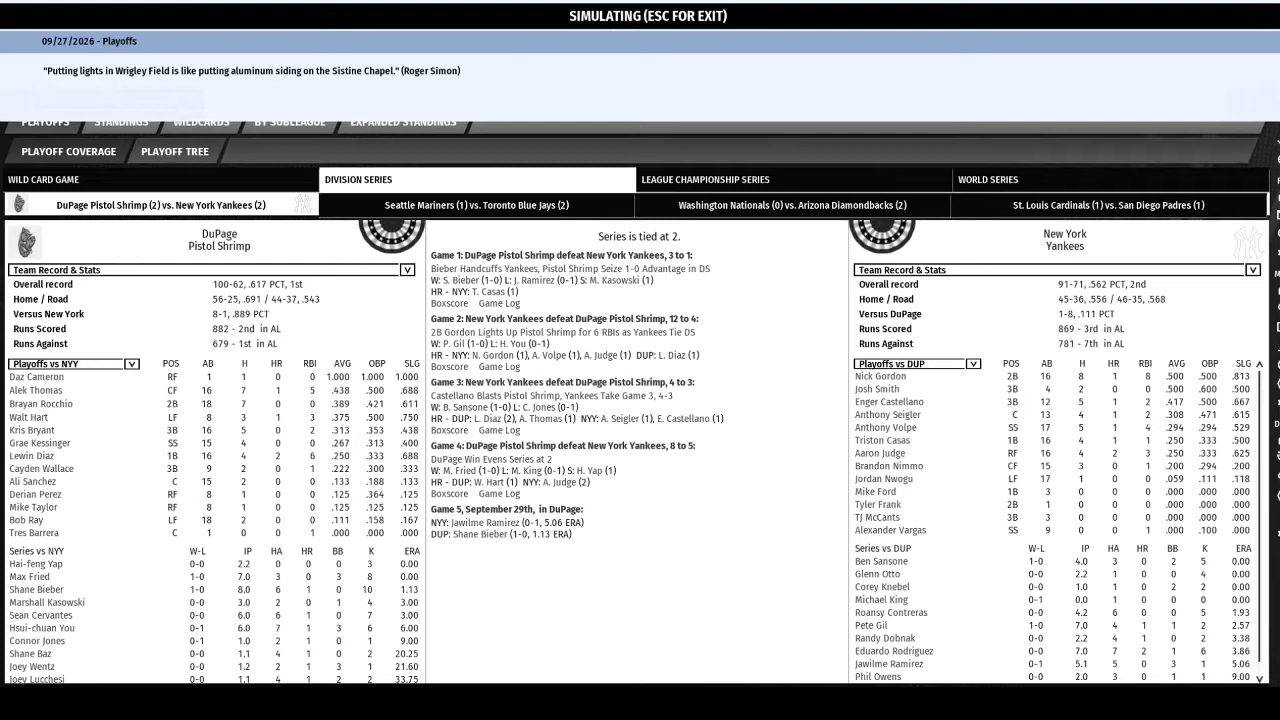 SIMULATING (ESC FOR EXIT)
09/27/2026 - Playoffs
"Putting lights in Wrigley Field is like putting aluminum siding on the Sistine Chapel." (Roger Simon)
PLAYOFFS STANDINGS WILDCARDS BY SUBLEAGUE EXPANDED STANDINGS
PLAYOFF COVERAGE PLAYOFF TREE
WILD CARD GAME DIVISION SERIES LEAGUE CHAMPIONSHIP SERIES WORLD SERIES
DuPage Pistol Shrimp (2) vs. New York Yankees (2) Seattle Mariners (1) vs. Toronto Blue Jays (2) Washington Nationals (0) vs. Arizona Diamondbacks (2) St. Louis Cardinals (1) vs. San Diego Padres (1)
DuPage
Pistol Shrimp
Team Record & Stats
Overall record 100-62, .617 PCT, 1st
Home / Road 56-25, .691 / 44-37, .543
Versus New York 8-1, .889 PCT
Runs Scored 882 - 2nd in AL
Runs Against 679 - 1st in AL
Playoffs vs NYY POS AB H HR RBI AVG OBP SLG
Daz Cameron RF 1 1 0 0 1.000 1.000 1.000
Alek Thomas CF 16 7 1 5 .438 .500 .688
Brayan Rocchio 2B 18 7 0 0 .389 .421 .611
Walt Hart LF 8 3 1 3 .375 .500 .750
Kris Bryant 3B 16 5 0 2 .313 .353 .438
Grae Kessinger SS 15 4 0 0 .267 .313 .400
Lewin Diaz 1B 16 4 2 6 .250 .333 .688
Cayden Wallace 3B 9 2 0 1 .222 .300 .333
Ali Sanchez C 15 2 0 0 .133 .188 .133
Derian Perez RF 8 1 0 0 .125 .364 .125
Mike Taylor RF 8 1 0 0 .125 .125 .125
Bob Ray LF 18 2 0 0 .111 .158 .167
Tres Barrera C 1 0 0 1 .000 .000 .000
Series vs NYY W-L IP HA HR BB K ERA
Hai-feng Yap 0-0 2.2 0 0 0 3 0.00
Max Fried 1-0 7.0 3 0 3 8 0.00
Shane Bieber 1-0 8.0 6 1 0 10 1.13
Marshall Kasowski 0-0 3.0 2 0 1 4 3.00
Sean Cervantes 0-0 6.0 6 1 0 7 3.00
Hsui-chuan You 0-1 6.0 7 1 3 6 6.00
Connor Jones 0-1 1.0 2 1 0 1 9.00
Shane Baz 0-0 1.1 4 1 0 2 20.25
Joey Wentz 0-0 1.2 2 1 3 1 21.60
Joey Lucchesi 0-0 1.1 4 1 2 2 33.75
Series is tied at 2.
Game 1: DuPage Pistol Shrimp defeat New York Yankees, 3 to 1:
Bieber Handcuffs Yankees, Pistol Shrimp Seize 1-0 Advantage in DS
W: S. Bieber (1-0) L: J. Ramirez (0-1) S: M. Kasowski (1)
HR - NYY: T. Casas (1)
Boxscore Game Log
Game 2: New York Yankees defeat DuPage Pistol Shrimp, 12 to 4:
2B Gordon Lights Up Pistol Shrimp for 6 RBIs as Yankees Tie DS
W: P. Gil (1-0) L: H. You (0-1)
HR - NYY: N. Gordon (1), A. Volpe (1), A. Judge (1) DUP: L. Diaz (1)
Boxscore Game Log
Game 3: New York Yankees defeat DuPage Pistol Shrimp, 4 to 3:
Castellano Blasts Pistol Shrimp, Yankees Take Game 3, 4-3
W: B. Sansone (1-0) L: C. Jones (0-1)
HR - DUP: L. Diaz (2), A. Thomas (1) NYY: A. Seigler (1), E. Castellano (1)
Boxscore Game Log
Game 4: DuPage Pistol Shrimp defeat New York Yankees, 8 to 5:
DuPage Win Evens Series at 2
W: M. Fried (1-0) L: M. King (0-1) S: H. Yap (1)
HR - DUP: W. Hart (1) NYY: A. Judge (2)
Boxscore Game Log
Game 5, September 29th, in DuPage:
NYY: Jawilme Ramirez (0-1, 5.06 ERA)
DUP: Shane Bieber (1-0, 1.13 ERA)
New York
Yankees
Team Record & Stats
Overall record 91-71, .562 PCT, 2nd
Home / Road 45-36, .556 / 46-35, .568
Versus DuPage 1-8, .111 PCT
Runs Scored 869 - 3rd in AL
Runs Against 781 - 7th in AL
Playoffs vs DUP POS AB H HR RBI AVG OBP SLG
Nick Gordon 2B 16 8 1 8 .500 .500 .813
Josh Smith 3B 4 2 0 0 .500 .600 .500
Enger Castellano 3B 12 5 1 2 .417 .500 .667
Anthony Seigler C 13 4 1 2 .308 .471 .615
Anthony Volpe SS 17 5 1 4 .294 .294 .529
Triston Casas 1B 16 4 1 1 .250 .333 .500
Aaron Judge RF 16 4 2 3 .250 .333 .625
Brandon Nimmo CF 15 3 0 1 .200 .294 .200
Jordan Nwogu LF 17 1 0 0 .059 .111 .118
Mike Ford 1B 3 0 0 0 .000 .000 .000
Tyler Frank 2B 1 0 0 0 .000 .000 .000
TJ McCants 3B 3 0 0 0 .000 .000 .000
Alexander Vargas SS 9 0 0 1 .000 .100 .000
Series vs DUP W-L IP HA HR BB K ERA
Ben Sansone 1-0 4.0 3 0 2 5 0.00
Glenn Otto 0-0 2.2 1 0 0 4 0.00
Corey Knebel 0-0 1.0 1 0 2 2 0.00
Michael King 0-1 0.0 1 0 0 0 0.00
Roansy Contreras 0-0 4.2 6 0 0 5 1.93
Pete Gil 1-0 7.0 4 1 1 2 2.57
Randy Dobnak 0-0 2.2 4 1 0 2 3.38
Eduardo Rodriguez 0-0 7.0 7 2 1 6 3.86
Jawilme Ramirez 0-1 5.1 5 0 3 1 5.06
Phil Owens 0-0 2.0 3 0 1 1 9.00